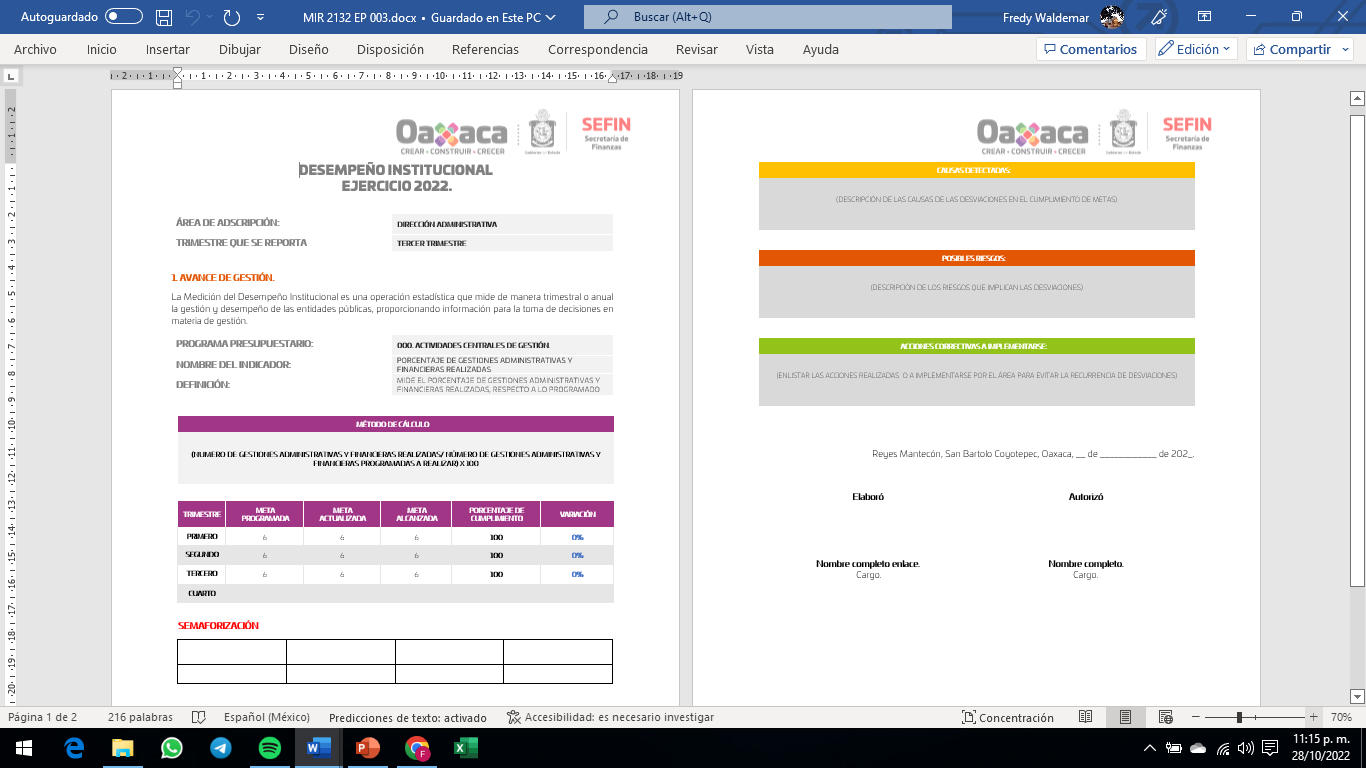 Autoguardado
MIR 2132 EP 003.docx • Guardado en Este PC
Buscar (Alt+Q)
Fredy Waldemar
Archivo Inicio Insertar Dibujar Diseño Disposición Referencias Correspondencia Revisar Vista Ayuda
Comentarios Edición Compartir
Oaxaca
CREAR • CONSTRUIR • CRECER
SEFIN
Secretaría de
Finanzas
DESEMPEÑO INSTITUCIONAL
EJERCICIO 2022.
ÁREA DE ADSCRIPCIÓN: DIRECCIÓN ADMINISTRATIVA
TRIMESTRE QUE SE REPORTA TERCER TRIMESTRE
1. AVANCE DE GESTIÓN.
La Medición del Desempeño Institucional es una operación estadística que mide de manera trimestral o anual
la gestión y desempeño de las entidades públicas, proporcionando información para la toma de decisiones en
materia de gestión.
PROGRAMA PRESUPUESTARIO: 000. ACTIVIDADES CENTRALES DE GESTIÓN.
NOMBRE DEL INDICADOR: PORCENTAJE DE GESTIONES ADMINISTRATIVAS Y
FINANCIERAS REALIZADAS
DEFINICIÓN: MIDE EL PORCENTAJE DE GESTIONES ADMINISTRATIVAS Y
FINANCIERAS REALIZADAS, RESPECTO A LO PROGRAMADO
MÉTODO DE CÁLCULO
(NUMERO DE GESTIONES ADMINISTRATIVAS Y FINANCIERAS REALIZADAS/ NÚMERO DE GESTIONES ADMINISTRATIVAS Y
FINANCIERAS PROGRAMADAS A REALIZAR) X 100
TRIMESTRE META PROGRAMADA META ACTUALIZADA META ALCANZADA PORCENTAJE DE CUMPLIMIENTO VARIACIÓN
PRIMERO 6 6 6 100 0%
SEGUNDO 6 6 6 100 0%
TERCERO 6 6 6 100 0%
CUARTO
SEMAFORIZACIÓN
Oaxaca
CREAR • CONSTRUIR • CRECER
SEFIN
Secretaría de
Finanzas
CAUSAS DETECTADAS:
(DESCRIPCIÓN DE LAS CAUSAS DE LAS DESVIACIONES EN EL CUMPLIMIENTO DE METAS)
POSIBLES RIESGOS:
(DESCRIPCIÓN DE LOS RIESGOS QUE IMPLICAN LAS DESVIACIONES)
ACCIONES CORRECTIVAS A IMPLEMENTARSE:
(ENLISTAR LAS ACCIONES REALIZADAS O A IMPLEMENTARSE POR EL ÁREA PARA EVITAR LA RECURRENCIA DE DESVIACIONES)
Reyes Mantecón, San Bartolo Coyotepec, Oaxaca, __ de ____________ de 202_.
Elaboró Autorizó
Nombre completo enlace. Nombre completo.
Cargo. Cargo.
Página 1 de 2 216 palabras Español (México) Predicciones de texto: activado Accesibilidad: es necesario investigar Concentración 70%
11:15 p. m.
28/10/2022